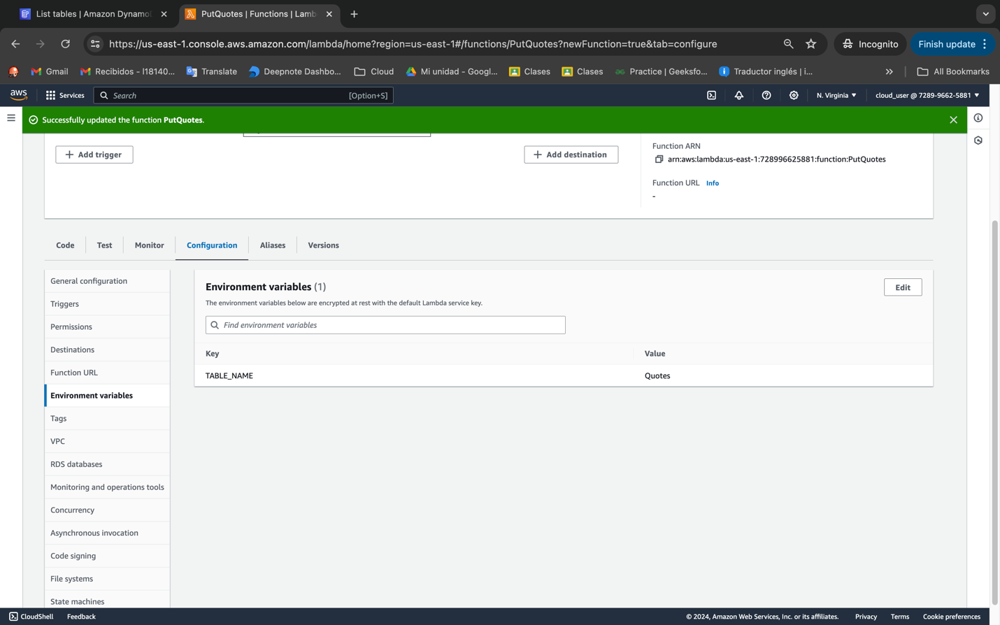 List tables | Amazon Dynamo
PutQuotes | Functions | Lamb
https://us-east-1.console.aws.amazon.com/lambda/home?region=us-east-1#/functions/PutQuotes?newFunction=true&tab=configure
Incognito
Finish update
Gmail
Recibidos - l18140...
Translate
Deepnote Dashbo...
Cloud
Mi unidad - Googl...
Clases
Clases
Practice | Geeksfo...
Traductor inglés | i...
All Bookmarks
aws
Services
Search
[Option+S]
N. Virginia
cloud_user @ 7289-9662-5881
Successfully updated the function PutQuotes.
Add trigger
Add destination
Function ARN
arn:aws:lambda:us-east-1:728996625881:function:PutQuotes
Function URL Info
-
Code
Test
Monitor
Configuration
Aliases
Versions
General configuration
Triggers
Permissions
Destinations
Function URL
Environment variables
Tags
VPC
RDS databases
Monitoring and operations tools
Concurrency
Asynchronous invocation
Code signing
File systems
State machines
Environment variables (1)
Edit
The environment variables below are encrypted at rest with the default Lambda service key.
Find environment variables
Key
Value
TABLE_NAME
Quotes
CloudShell
Feedback
© 2024, Amazon Web Services, Inc. or its affiliates.
Privacy
Terms
Cookie preferences